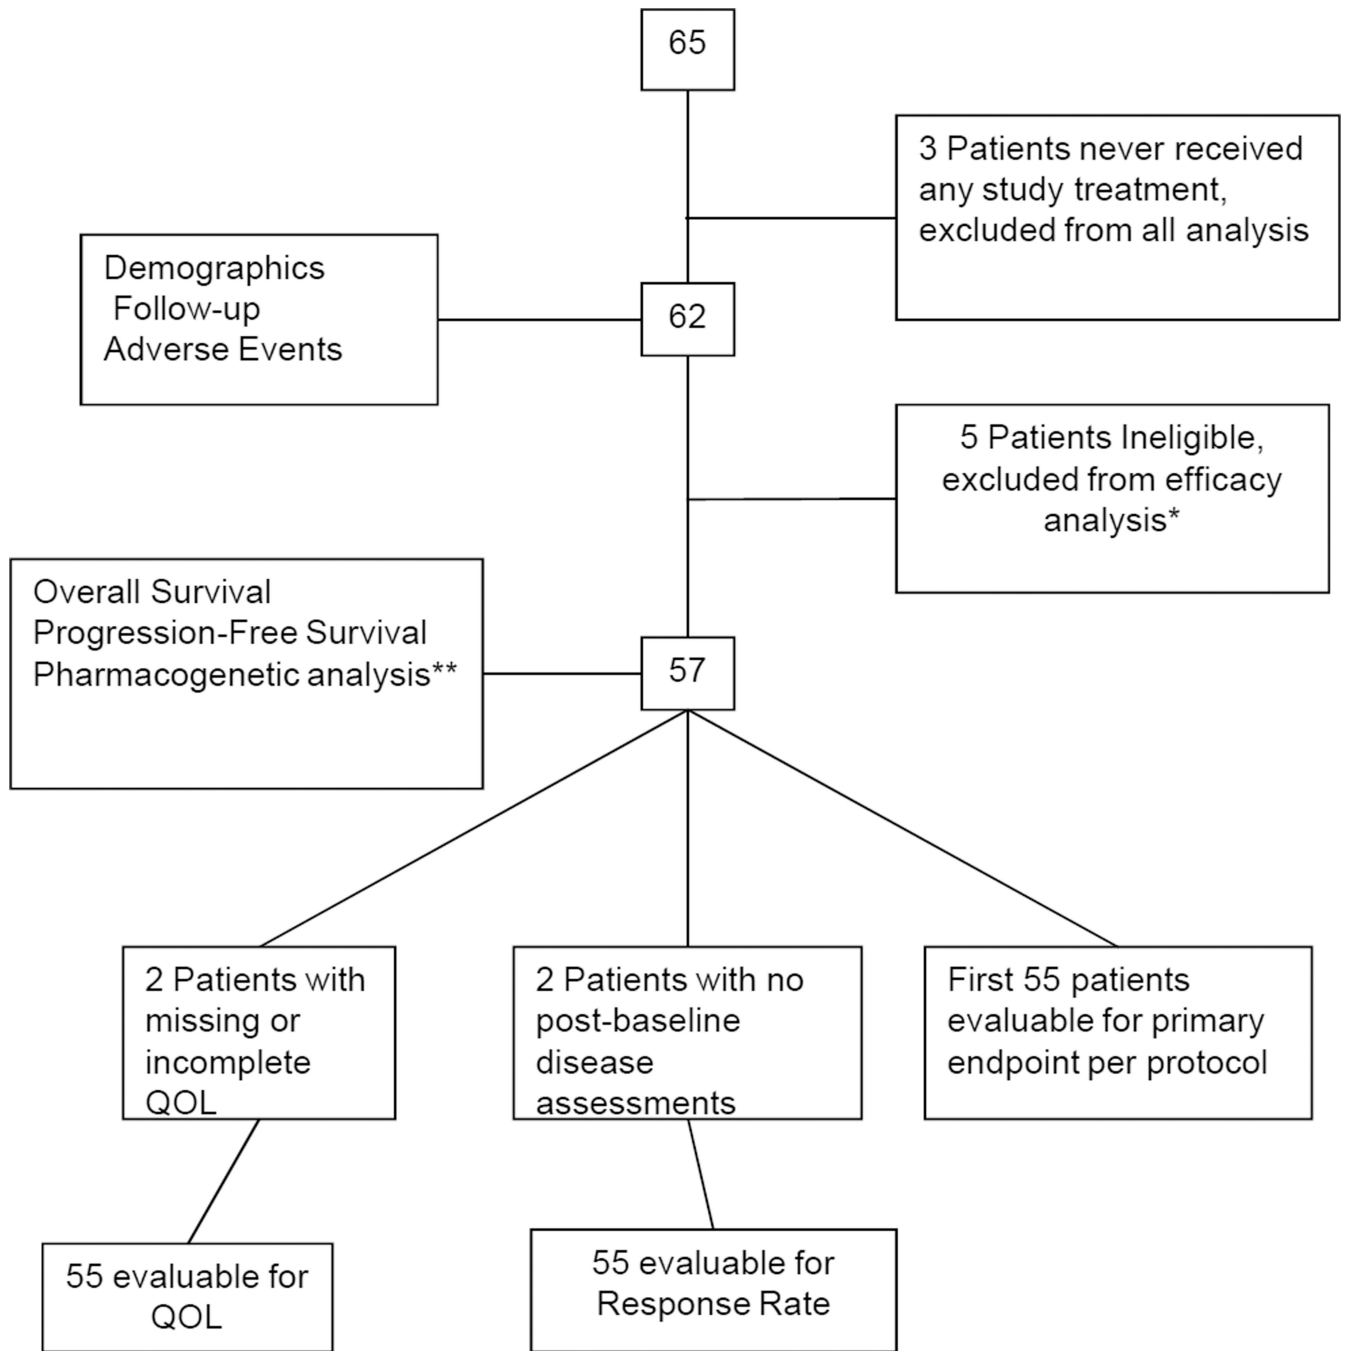 65
3 Patients never received
any study treatment,
excluded from all analysis
Demographics
Follow-up
Adverse Events
62
5 Patients Ineligible,
excluded from efficacy
analysis*
Overall Survival
Progression-Free Survival
Pharmacogenetic analysis**
57
2 Patients with
missing or
incomplete
QOL
2 Patients with no
post-baseline
disease
assessments
First 55 patients
evaluable for primary
endpoint per protocol
55 evaluable for
QOL
55 evaluable for
Response Rate